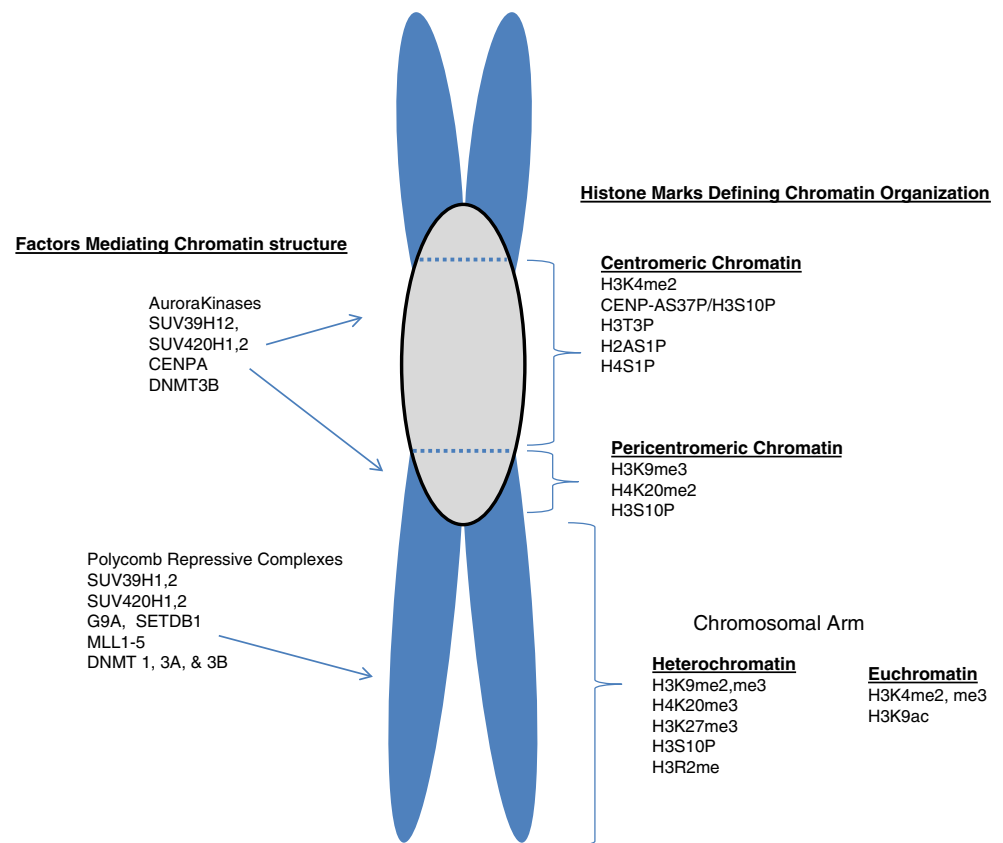 Histone Marks Defining Chromatin Organization
Factors Mediating Chromatin structure
AuroraKinases
SUV39H12,
SUV420H1,2
CENPA
DNMT3B
Centromeric Chromatin
H3K4me2
CENP-AS37P/H3S10P
H3T3P
H2AS1P
H4S1P
Pericentromeric Chromatin
H3K9me3
H4K20me2
H3S10P
Polycomb Repressive Complexes
SUV39H1,2
SUV420H1,2
G9A, SETDB1
MLL1-5
DNMT 1, 3A, & 3B
Chromosomal Arm
Heterochromatin
H3K9me2,me3
H4K20me3
H3K27me3
H3S10P
H3R2me
Euchromatin
H3K4me2, me3
H3K9ac